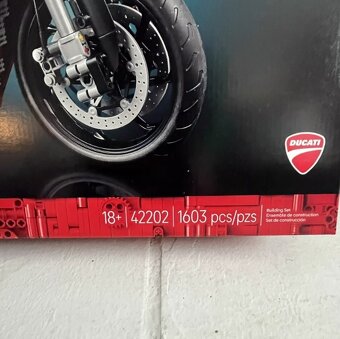 DUCATI
18+ 42202 1603 pcs/pzs
Building Set
Ensemble de construction
Set de construcción